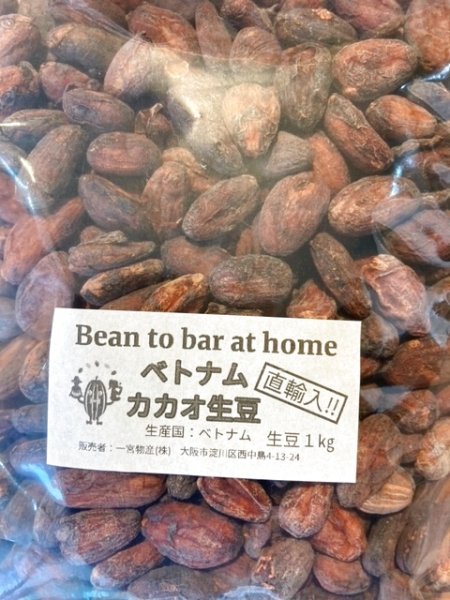 Bean to bar at home
ベトナム
直輸入!!
カカオ生豆
生産国：ベトナム 生豆1kg
販売者：一宮物産(株) 大阪市淀川区西中島4-13-24